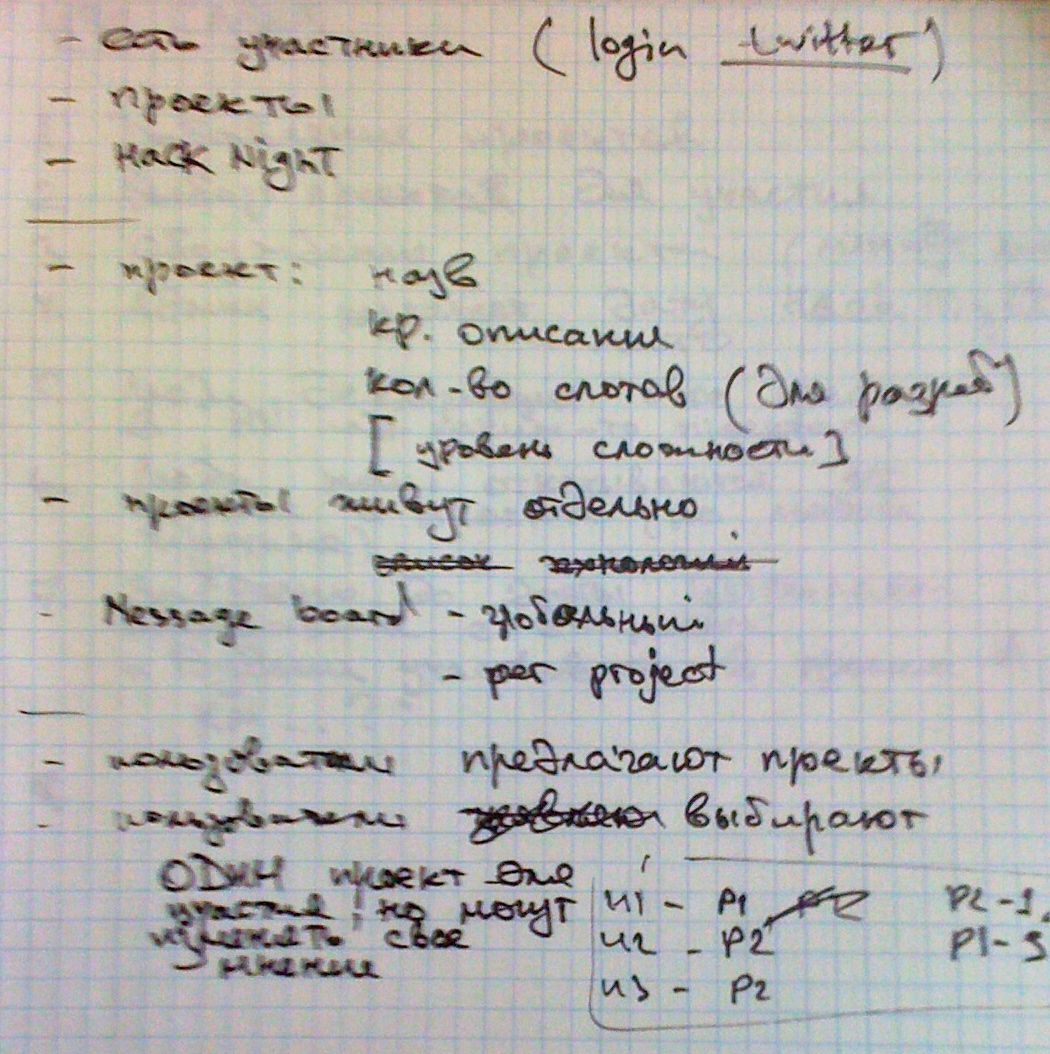 - есть участники (login twitter)
- проекты
- Hack Night
- проект: назв
кр. описание
кол-во слотов (для разраб)
[уровень сложности]
- проекты живут отдельно
список технологий
- Message board - глобальный
- per project
- пользователи предлагают проекты
- пользователи выбирают
ОДИН проект для
участия, но могут
изменять свое
мнение
U1 - P1 P2 P2-1
U2 - P2 P1-3
U3 - P2